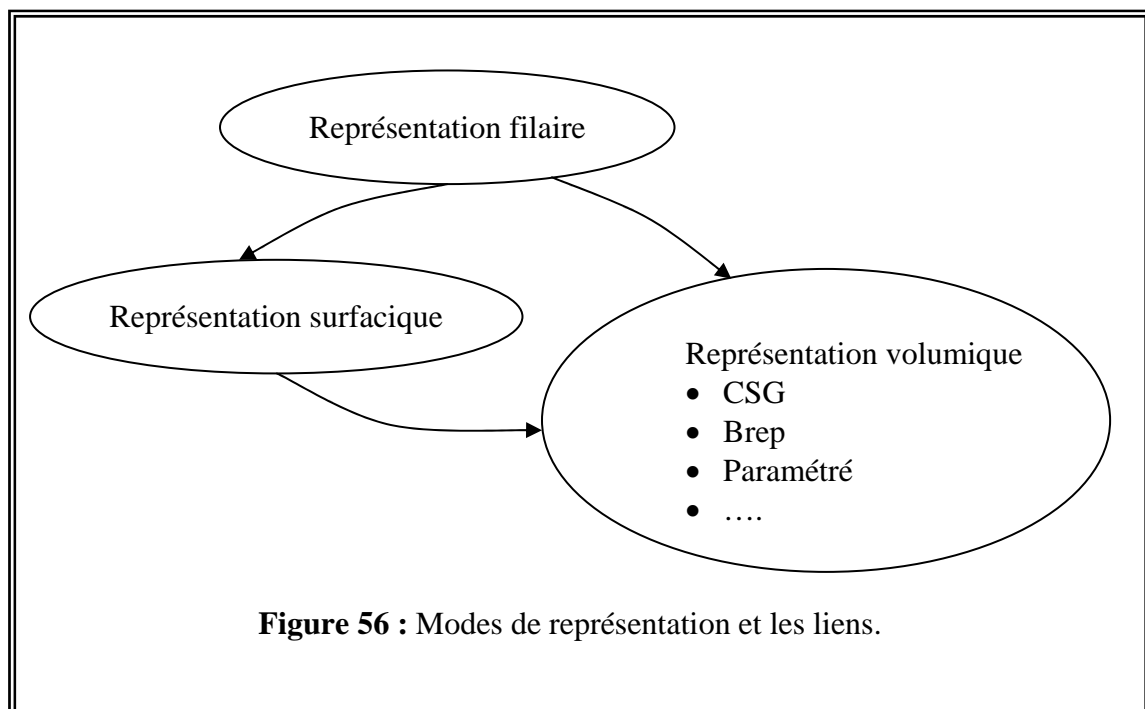 Représentation filaire
Représentation surfacique
Représentation volumique
• CSG
• Brep
• Paramétré
• ….
Figure 56 : Modes de représentation et les liens.